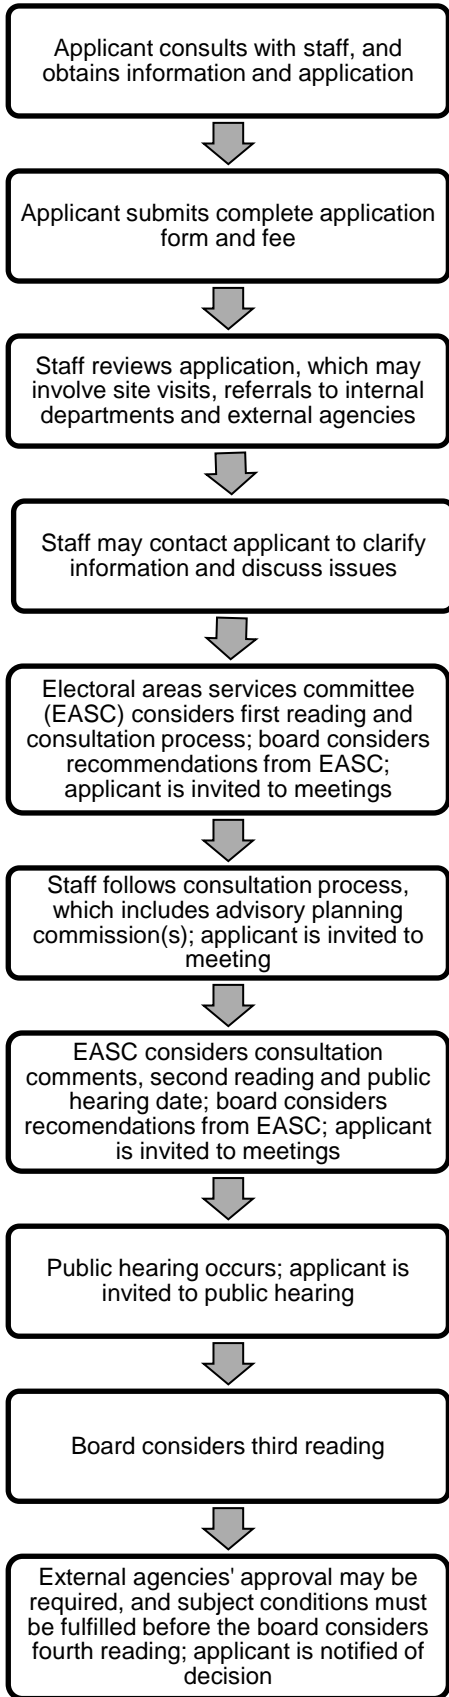 Applicant consults with staff, and
obtains information and application
Applicant submits complete application
form and fee
Staff reviews application, which may
involve site visits, referrals to internal
departments and external agencies
Staff may contact applicant to clarify
information and discuss issues
Electoral areas services committee
(EASC) considers first reading and
consultation process; board considers
recommendations from EASC;
applicant is invited to meetings
Staff follows consultation process,
which includes advisory planning
commission(s); applicant is invited to
meeting
EASC considers consultation
comments, second reading and public
hearing date; board considers
recomendations from EASC; applicant
is invited to meetings
Public hearing occurs; applicant is
invited to public hearing
Board considers third reading
External agencies' approval may be
required, and subject conditions must
be fulfilled before the board considers
fourth reading; applicant is notified of
decision